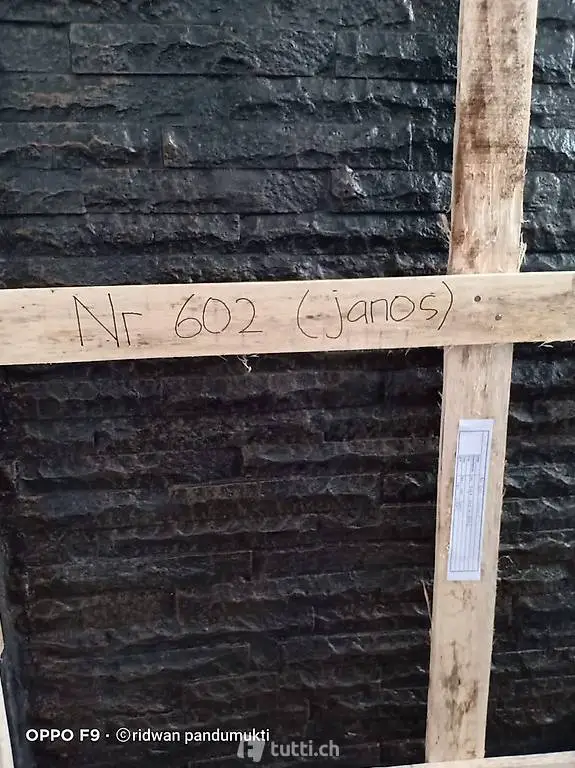 Nr 602 (janos)
OPPO F9 · ©ridwan pandumukti
tutti.ch